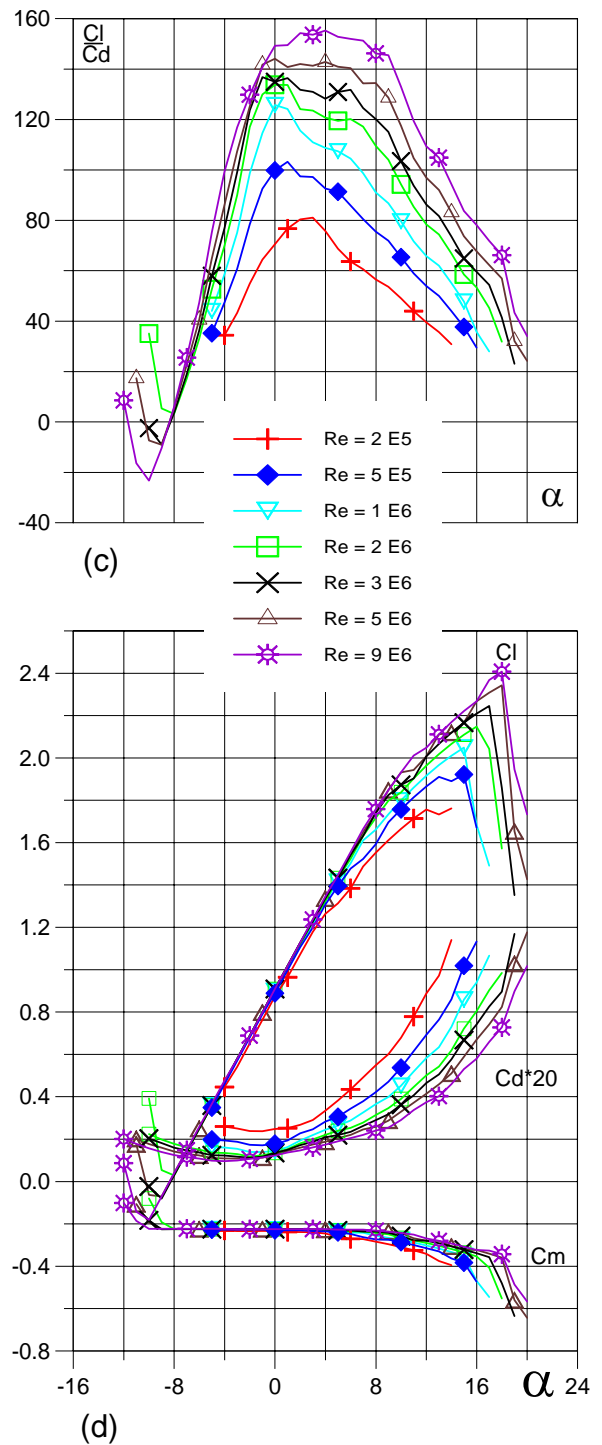 160
Cl
Cd
120
80
40
0
-40
α
(c)
Re = 2 E5
Re = 5 E5
Re = 1 E6
Re = 2 E6
Re = 3 E6
Re = 5 E6
Re = 9 E6
Cl
2.4
2.0
1.6
1.2
0.8
0.4
Cd*20
0.0
Cm
-0.4
-0.8
-16 -8 0 8 16 α 24
(d)